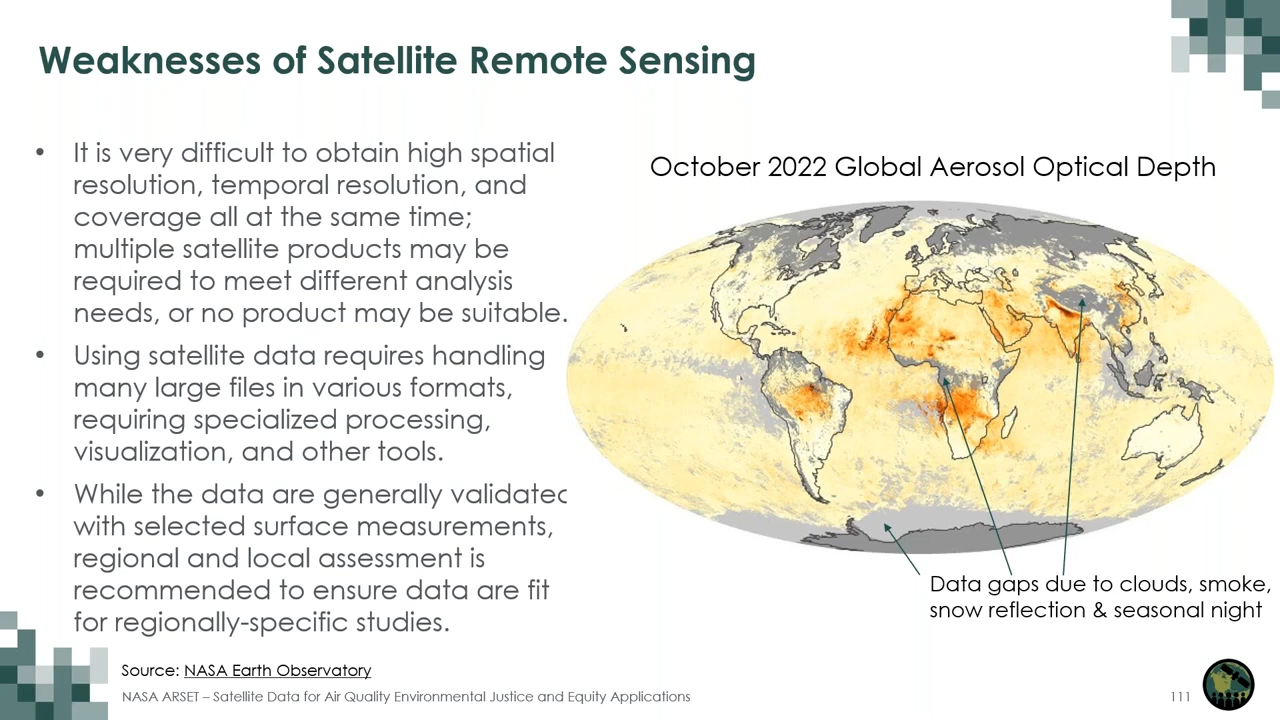 Weaknesses of Satellite Remote Sensing
• It is very difficult to obtain high spatial
resolution, temporal resolution, and
coverage all at the same time;
multiple satellite products may be
required to meet different analysis
needs, or no product may be suitable.
• Using satellite data requires handling
many large files in various formats,
requiring specialized processing,
visualization, and other tools.
• While the data are generally validated
with selected surface measurements,
regional and local assessment is
recommended to ensure data are fit
for regionally-specific studies.
October 2022 Global Aerosol Optical Depth
Data gaps due to clouds, smoke,
snow reflection & seasonal night
Source: NASA Earth Observatory
NASA ARSET – Satellite Data for Air Quality Environmental Justice and Equity Applications
111